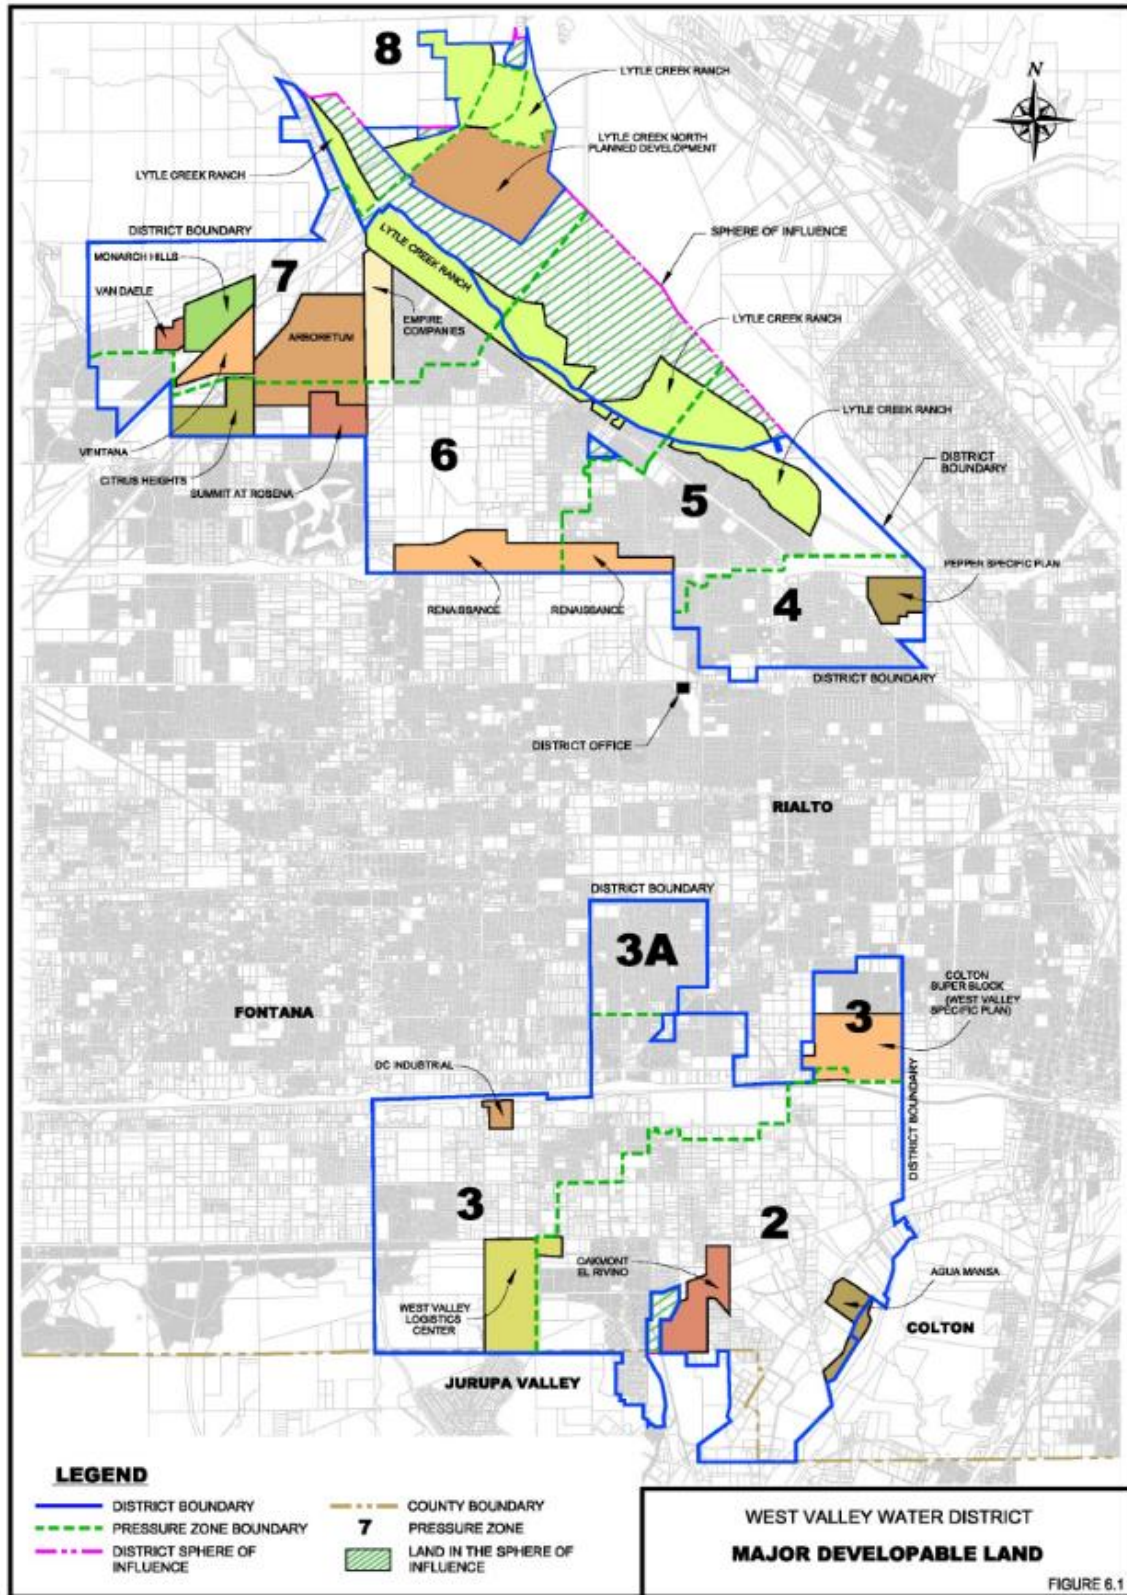 8
LYTLE CREEK RANCH
N
LYTLE CREEK NORTH
PLANNED DEVELOPMENT
LYTLE CREEK RANCH
DISTRICT BOUNDARY
LYTLE CREEK RANCH
SPHERE OF INFLUENCE
MONARCH HILLS
7
VAN DAELE
EMPIRE
COMPANIES
LYTLE CREEK RANCH
ARBORETUM
LYTLE CREEK RANCH
VENTANA
6
DISTRICT
BOUNDARY
CITRUS HEIGHTS
SUMMIT AT ROSENA
5
PEPPER SPECIFIC PLAN
RENAISSANCE
RENAISSANCE
4
DISTRICT BOUNDARY
DISTRICT OFFICE
RIALTO
DISTRICT BOUNDARY
3A
COLTON
SUPER BLOCK
(WEST VALLEY
SPECIFIC PLAN)
FONTANA
3
DC INDUSTRIAL
DISTRICT BOUNDARY
3
2
OAKMONT
EL RIVINO
AGUA MANSA
WEST VALLEY
LOGISTICS
CENTER
COLTON
JURUPA VALLEY
LEGEND
DISTRICT BOUNDARY
PRESSURE ZONE BOUNDARY
DISTRICT SPHERE OF
INFLUENCE
COUNTY BOUNDARY
7 PRESSURE ZONE
LAND IN THE SPHERE OF
INFLUENCE
WEST VALLEY WATER DISTRICT
MAJOR DEVELOPABLE LAND
FIGURE 6.1